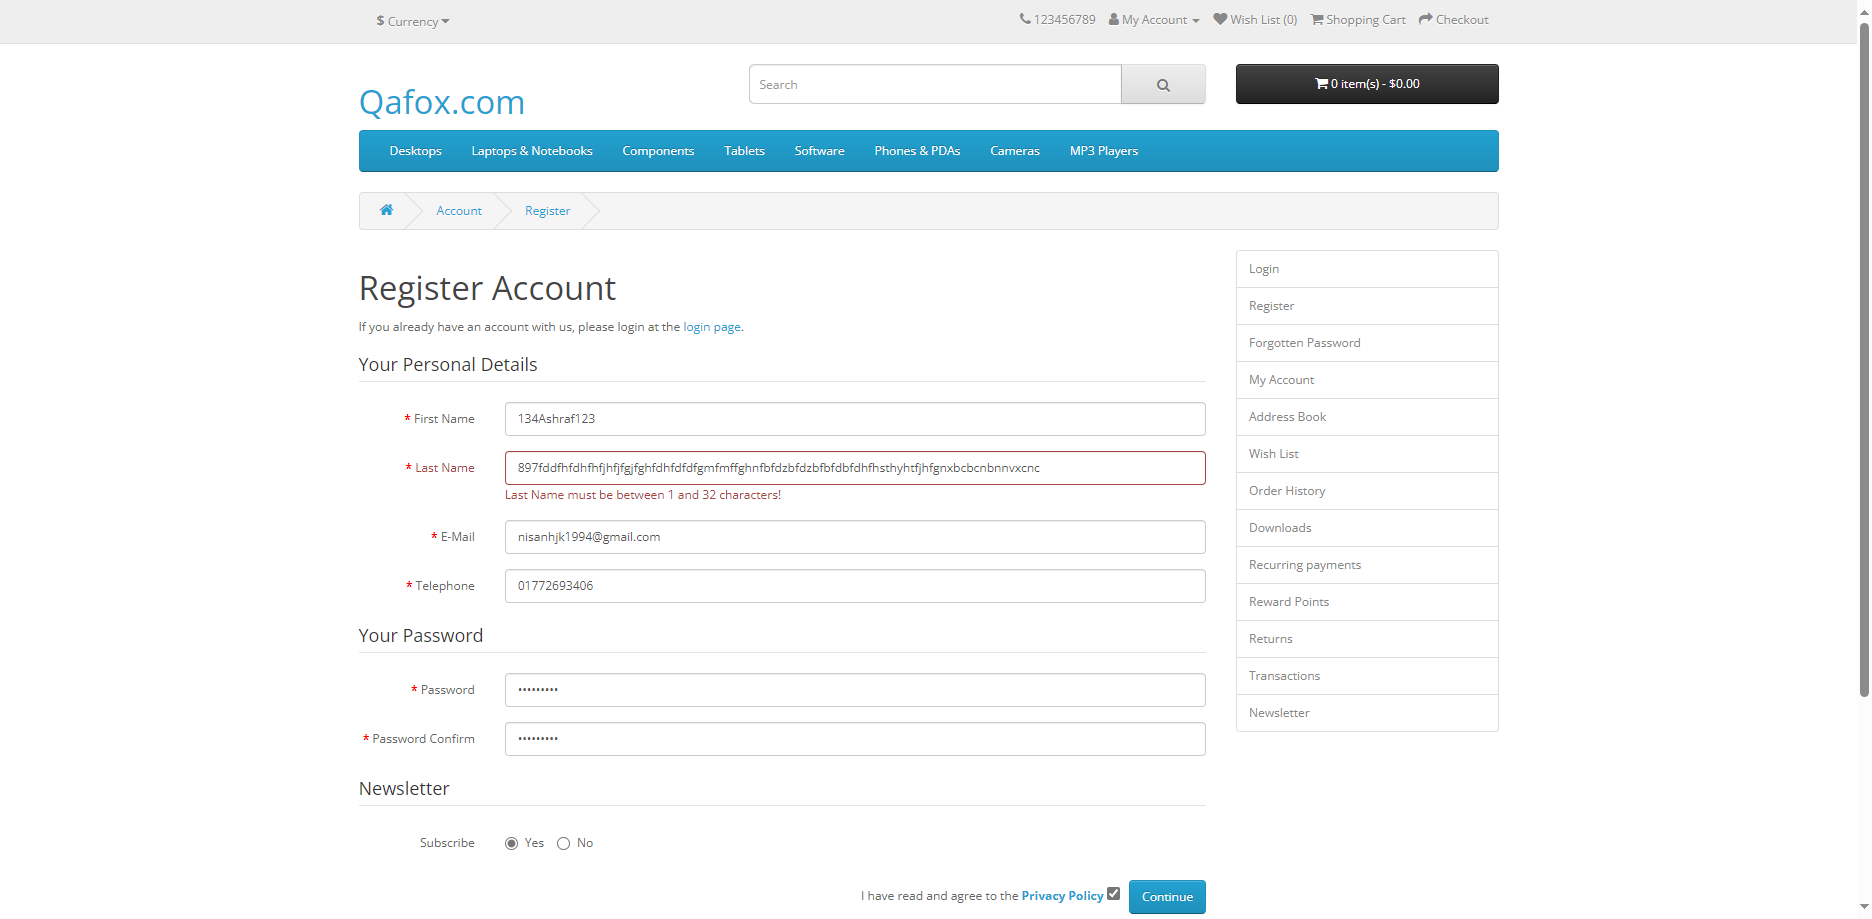 $ Currency
123456789 My Account Wish List (0) Shopping Cart Checkout
Qafox.com
Search
0 item(s) - $0.00
Desktops Laptops & Notebooks Components Tablets Software Phones & PDAs Cameras MP3 Players
Account Register
Register Account
If you already have an account with us, please login at the login page.
Your Personal Details
* First Name 134Ashraf123
* Last Name 897fddfhfdhfhfjhfjfgjfghfdhfdfdfgmfmffghnfbfdzbfdzbfbfdbfdhfhsthyhtfjhfgnxbcbcnbnnvxcnc
Last Name must be between 1 and 32 characters!
* E-Mail nisanhjk1994@gmail.com
* Telephone 01772693406
Your Password
* Password •••••••••
* Password Confirm •••••••••
Newsletter
Subscribe Yes No
I have read and agree to the Privacy Policy Continue
Login
Register
Forgotten Password
My Account
Address Book
Wish List
Order History
Downloads
Recurring payments
Reward Points
Returns
Transactions
Newsletter